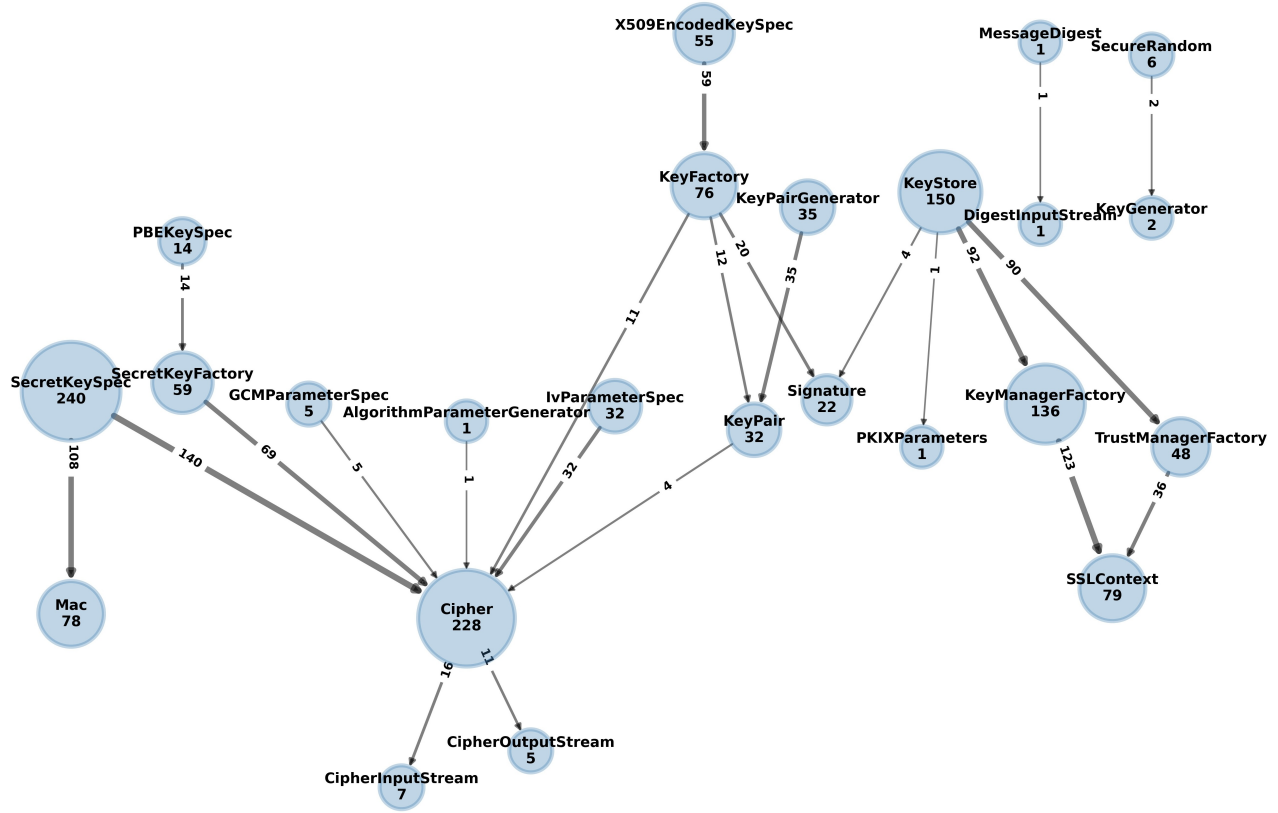 X509EncodedKeySpec
55
MessageDigest
1
SecureRandom
6
59
1
2
KeyFactory
76
KeyPairGenerator
35
KeyStore
150
DigestInputStream
1
KeyGenerator
2
PBEKeySpec
14
14
12
20
35
4
1
92
90
11
SecretKeySpec
240
SecretKeyFactory
59
GCMParameterSpec
5
AlgorithmParameterGenerator
1
IvParameterSpec
32
KeyPair
32
Signature
22
PKIXParameters
1
KeyManagerFactory
136
TrustManagerFactory
48
108
140
69
5
1
32
4
123
36
Mac
78
Cipher
228
SSLContext
79
16
11
CipherOutputStream
5
CipherInputStream
7